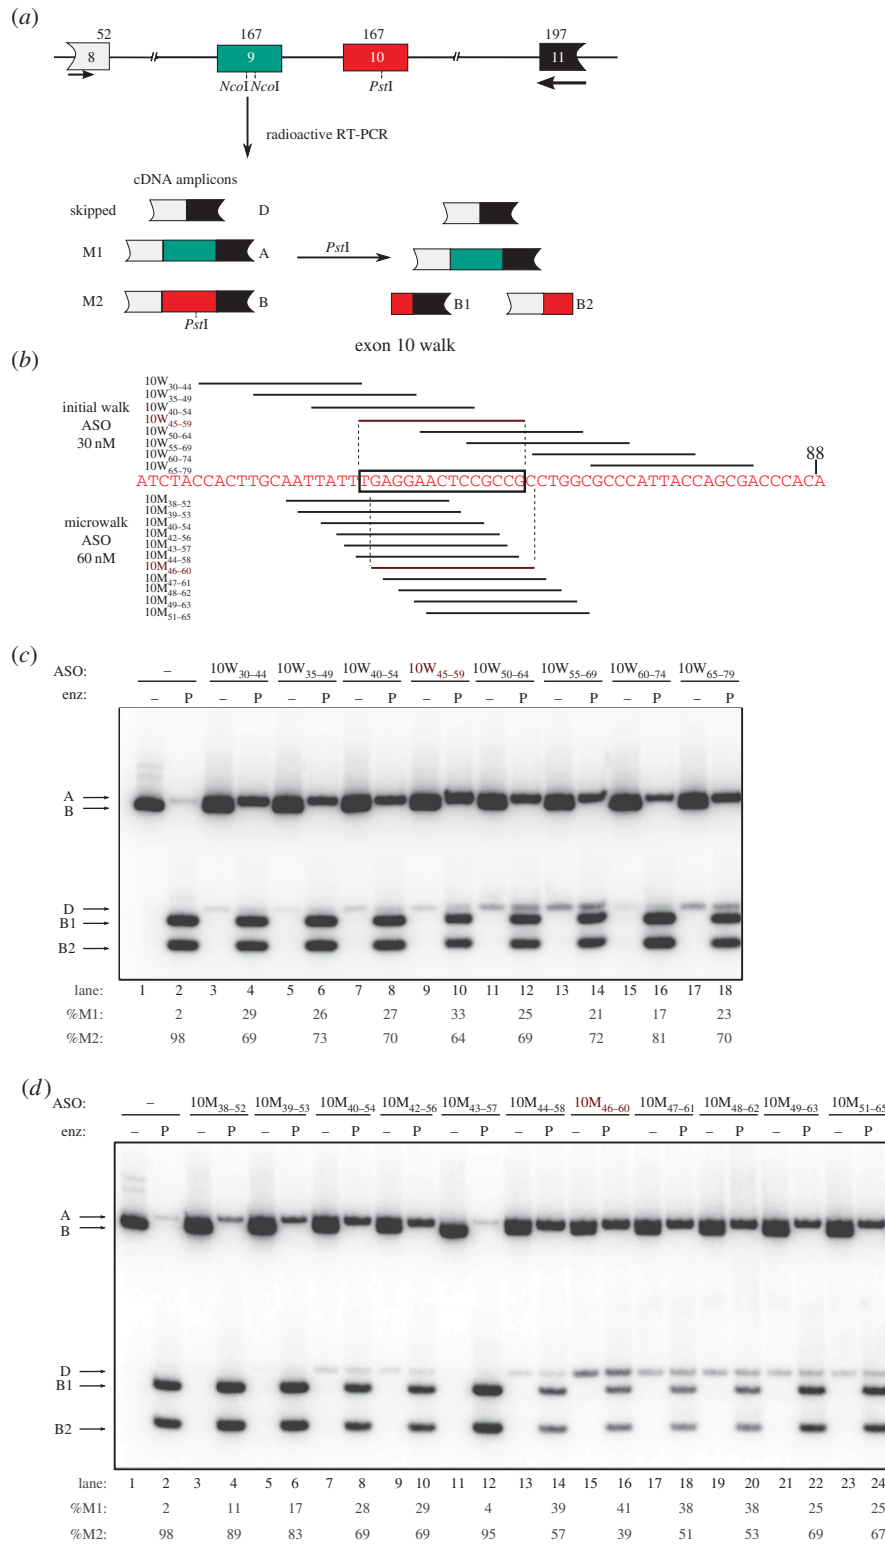 (a)
52 167 167 197
8 9 10 11
NcoI NcoI PstI
radioactive RT-PCR
cDNA amplicons
skipped D
M1 A PstI
M2 B B1 B2
PstI
exon 10 walk
(b)
initial walk
ASO
30 nM
10W30–44
10W35–49
10W40–54
10W45–59
10W50–64
10W55–69
10W60–74
10W65–79
88
ATCTACCACTTGCAATTATTTGAGGAACTCCGCCGCCTGGCGCCCATTACCAGCGACCCACA
microwalk
ASO
60 nM
10M38–52
10M39–53
10M40–54
10M42–56
10M43–57
10M44–58
10M46–60
10M47–61
10M48–62
10M49–63
10M51–65
(c)
ASO: – 10W30–44 10W35–49 10W40–54 10W45–59 10W50–64 10W55–69 10W60–74 10W65–79
enz: – P – P – P – P – P – P – P – P – P
A
B
D
B1
B2
lane: 1 2 3 4 5 6 7 8 9 10 11 12 13 14 15 16 17 18
%M1: 2 29 26 27 33 25 21 17 23
%M2: 98 69 73 70 64 69 72 81 70
(d)
ASO: – 10M38–52 10M39–53 10M40–54 10M42–56 10M43–57 10M44–58 10M46–60 10M47–61 10M48–62 10M49–63 10M51–65
enz: – P – P – P – P – P – P – P – P – P – P – P – P
A
B
D
B1
B2
lane: 1 2 3 4 5 6 7 8 9 10 11 12 13 14 15 16 17 18 19 20 21 22 23 24
%M1: 2 11 17 28 29 4 39 41 38 38 25 25
%M2: 98 89 83 69 69 95 57 39 51 53 69 67